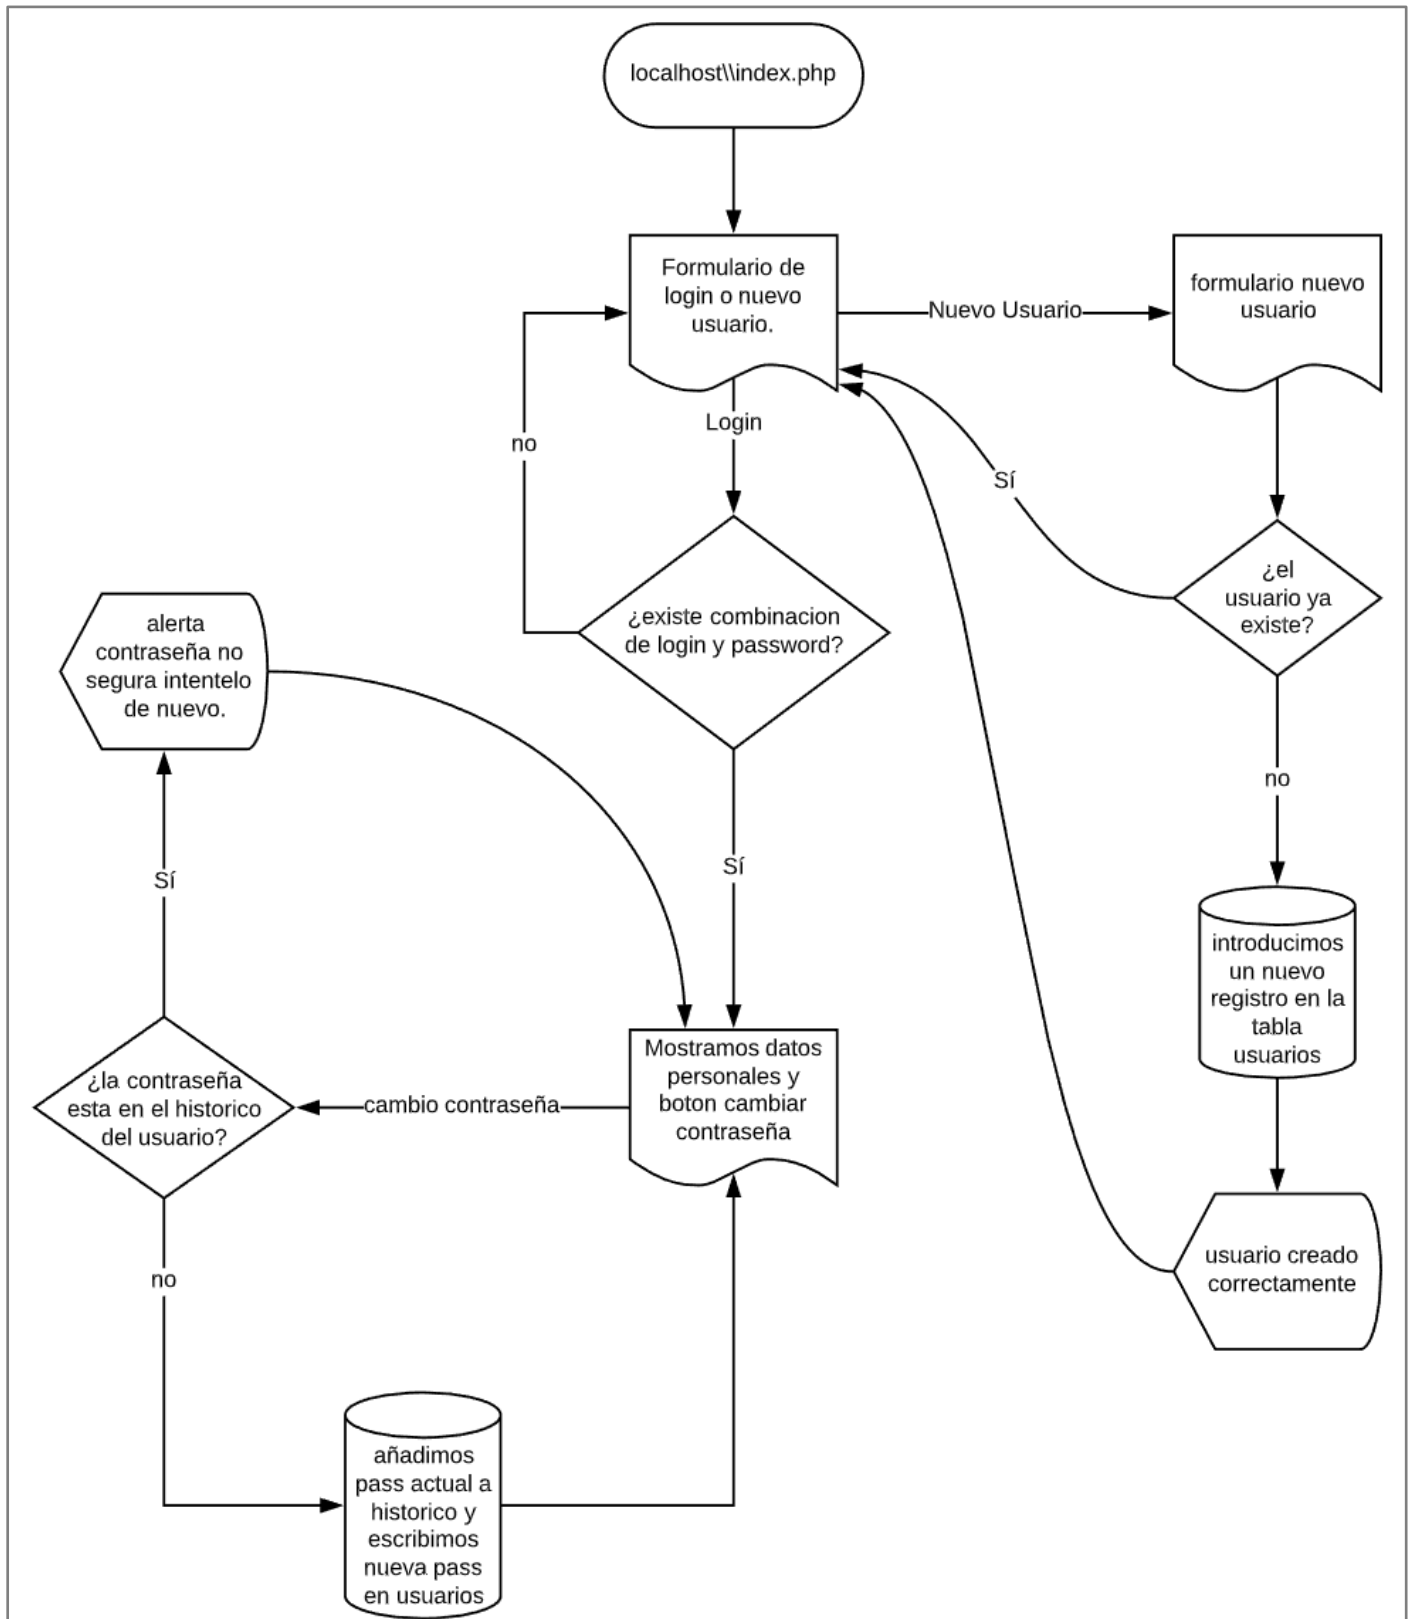 localhost\\index.php
Formulario de
login o nuevo
usuario.
Nuevo Usuario
formulario nuevo
usuario
Login
no
Sí
¿el
usuario ya
existe?
¿existe combinacion
de login y password?
alerta
contraseña no
segura intentelo
de nuevo.
no
Sí
Sí
introducimos
un nuevo
registro en la
tabla
usuarios
Mostramos datos
personales y
boton cambiar
contraseña
cambio contraseña
¿la contraseña
esta en el historico
del usuario?
usuario creado
correctamente
no
añadimos
pass actual a
historico y
escribimos
nueva pass
en usuarios